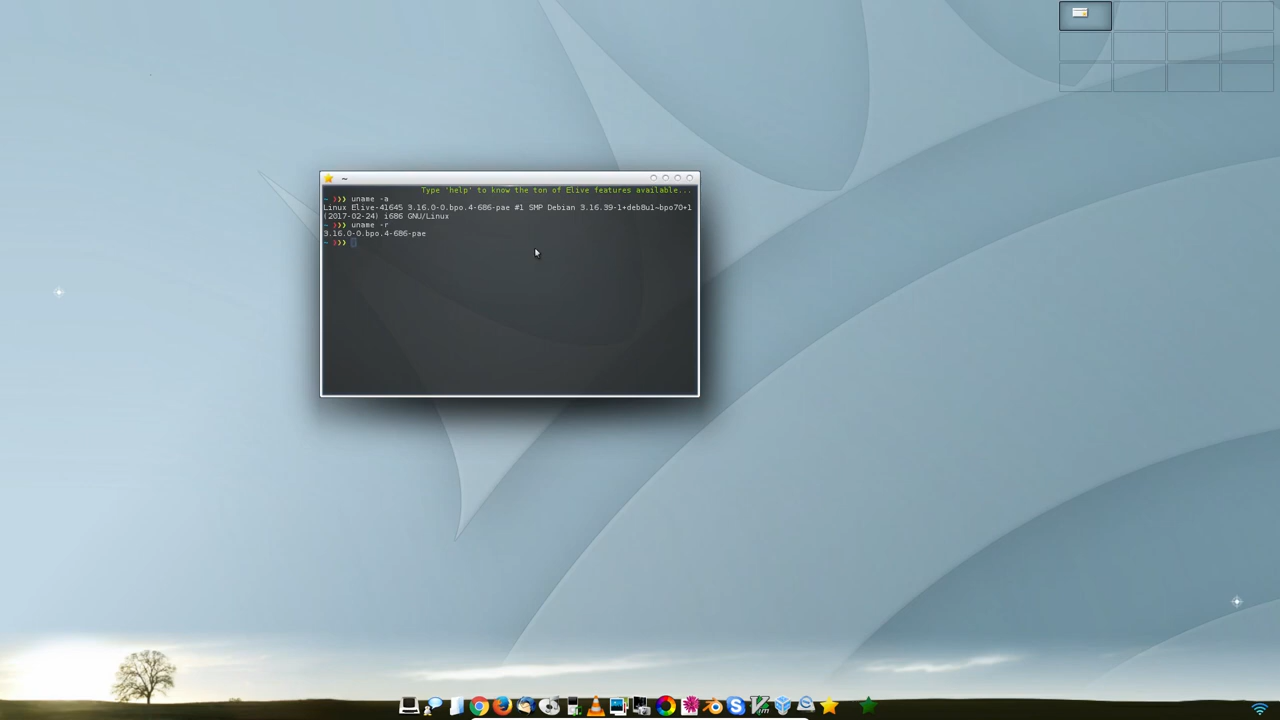 ~
Type 'help' to know the ton of Elive features available...
~ ❯❯❯ uname -a
Linux Elive-41645 3.16.0-0.bpo.4-686-pae #1 SMP Debian 3.16.39-1+deb8u1~bpo70+1
(2017-02-24) i686 GNU/Linux
~ ❯❯❯ uname -r
3.16.0-0.bpo.4-686-pae
~ ❯❯❯